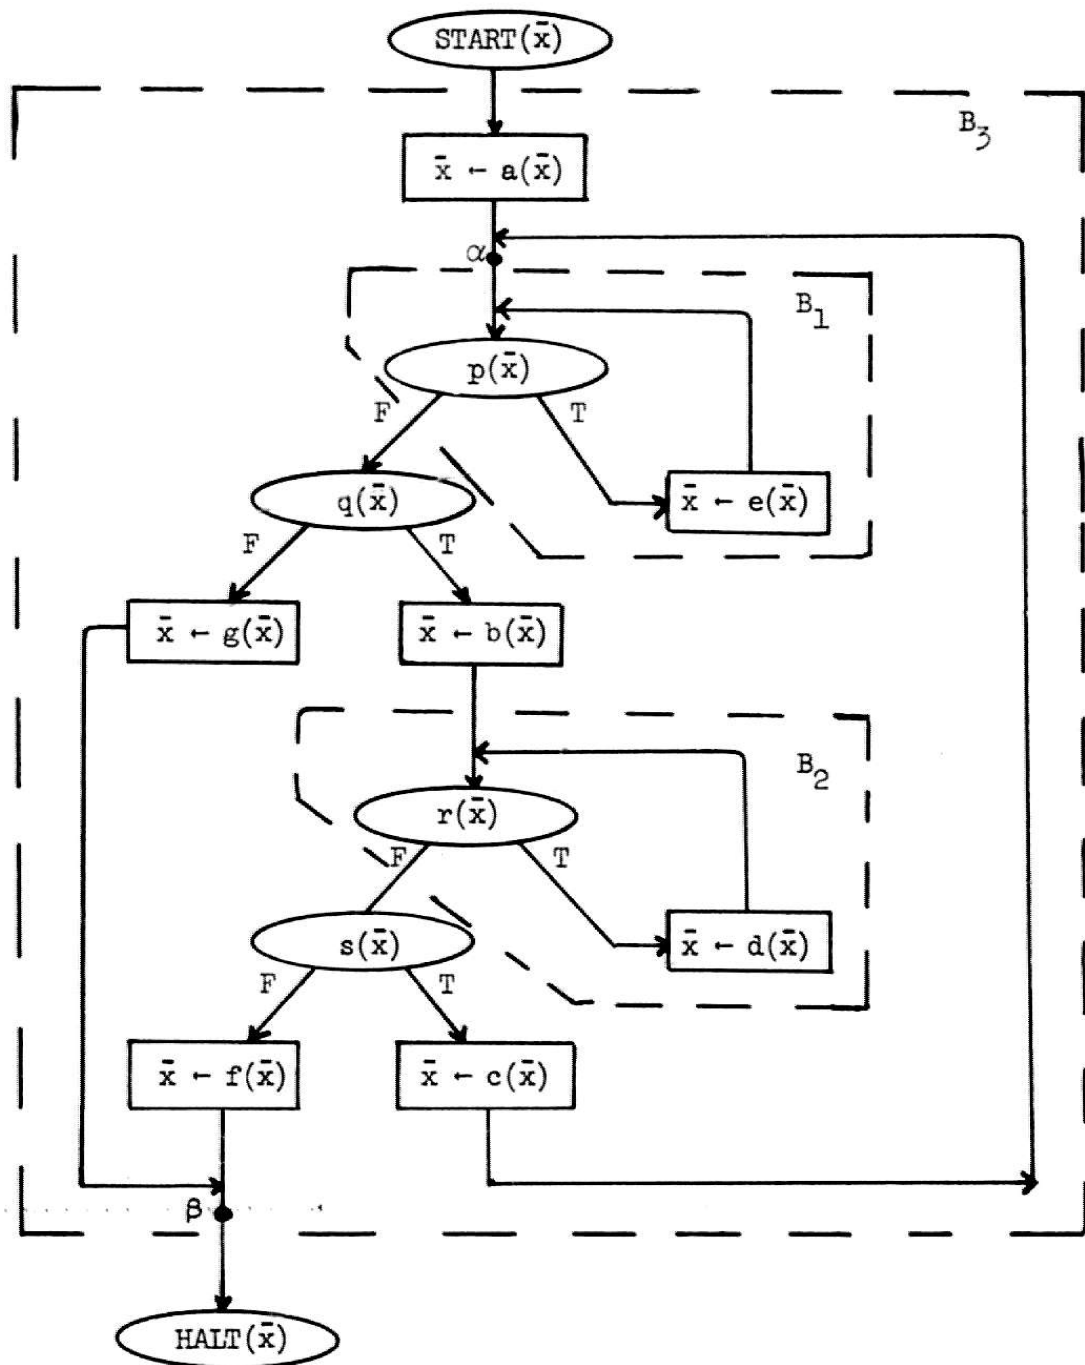 START(x̄)
B₃
x̄ ← a(x̄)
α
B₁
p(x̄)
F
T
q(x̄)
x̄ ← e(x̄)
F
T
x̄ ← g(x̄)
x̄ ← b(x̄)
B₂
r(x̄)
F
T
s(x̄)
x̄ ← d(x̄)
F
T
x̄ ← f(x̄)
x̄ ← c(x̄)
β
HALT(x̄)